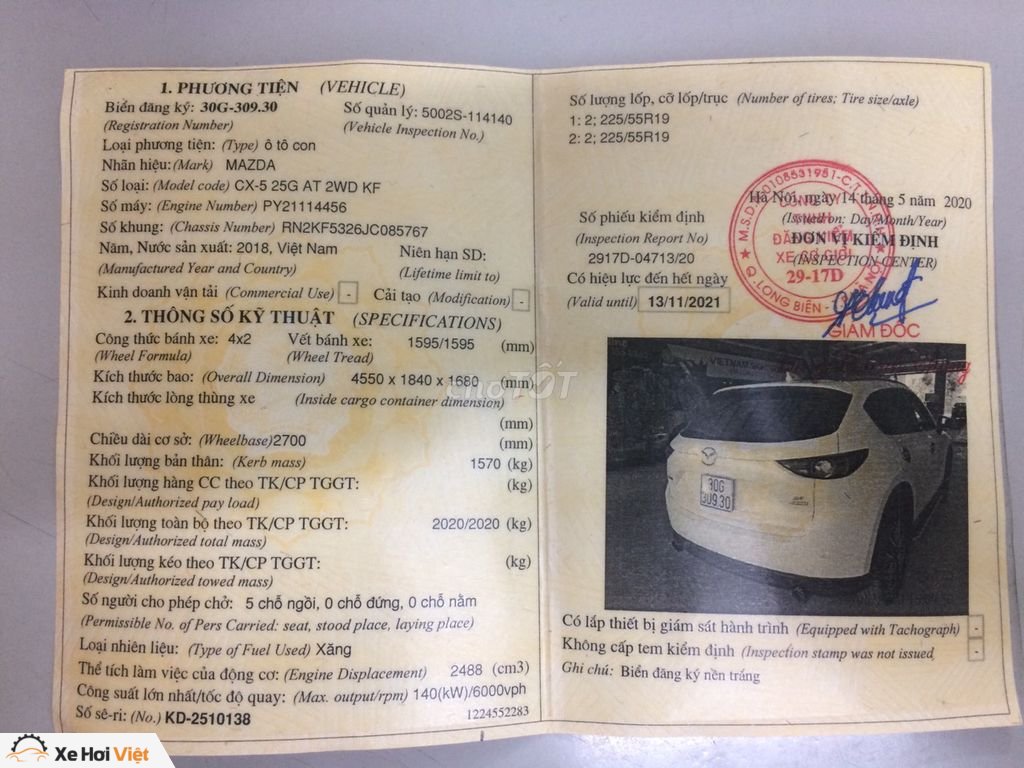 1. PHƯƠNG TIỆN (VEHICLE)
Biển đăng ký: 30G-309.30 Số quản lý: 5002S-114140
(Registration Number) (Vehicle Inspection No.)
Loại phương tiện: (Type) ô tô con
Nhãn hiệu: (Mark) MAZDA
Số loại: (Model code) CX-5 25G AT 2WD KF
Số máy: (Engine Number) PY21114456
Số khung: (Chassis Number) RN2KF5326JC085767
Năm, Nước sản xuất: 2018, Việt Nam Niên hạn SD:
(Manufactured Year and Country) (Lifetime limit to)
Kinh doanh vận tải (Commercial Use) - Cải tạo (Modification) -
2. THÔNG SỐ KỸ THUẬT (SPECIFICATIONS)
Công thức bánh xe: 4x2 Vết bánh xe: 1595/1595 (mm)
(Wheel Formula) (Wheel Tread)
Kích thước bao: (Overall Dimension) 4550 x 1840 x 1680 (mm)
Kích thước lòng thùng xe (Inside cargo container dimension)
(mm)
Chiều dài cơ sở: (Wheelbase)2700 (mm)
Khối lượng bản thân: (Kerb mass) 1570 (kg)
Khối lượng hàng CC theo TK/CP TGGT: (kg)
(Design/Authorized pay load)
Khối lượng toàn bộ theo TK/CP TGGT: 2020/2020 (kg)
(Design/Authorized total mass)
Khối lượng kéo theo TK/CP TGGT: (kg)
(Design/Authorized towed mass)
Số người cho phép chở: 5 chỗ ngồi, 0 chỗ đứng, 0 chỗ nằm
(Permissible No. of Pers Carried: seat, stood place, laying place)
Loại nhiên liệu: (Type of Fuel Used) Xăng
Thể tích làm việc của động cơ: (Engine Displacement) 2488 (cm3)
Công suất lớn nhất/tốc độ quay: (Max. output/rpm) 140(kW)/6000vph
Số sê-ri: (No.) KD-2510138 1224552283
Số lượng lốp, cỡ lốp/trục (Number of tires; Tire size/axle)
1: 2; 225/55R19
2: 2; 225/55R19
Hà Nội, ngày 14 tháng 5 năm 2020
(Issued on: Day/Month/Year)
Số phiếu kiểm định ĐƠN VỊ KIỂM ĐỊNH
(Inspection Report No) (INSPECTION CENTER)
2917D-04713/20 29-17D
Có hiệu lực đến hết ngày
(Valid until) 13/11/2021
GIÁM ĐỐC
M.S.D.N:0108531951-C.T.T.N.H.H
CÔNG TY
TNHH
ĐĂNG KIỂM
XE CƠ GIỚI
Q. LONG BIÊN - TP. HÀ NỘI
30G
309.30
Có lắp thiết bị giám sát hành trình (Equipped with Tachograph) -
Không cấp tem kiểm định (Inspection stamp was not issued) -
Ghi chú: Biển đăng ký nền trắng
choTỐT
Xe Hơi Việt